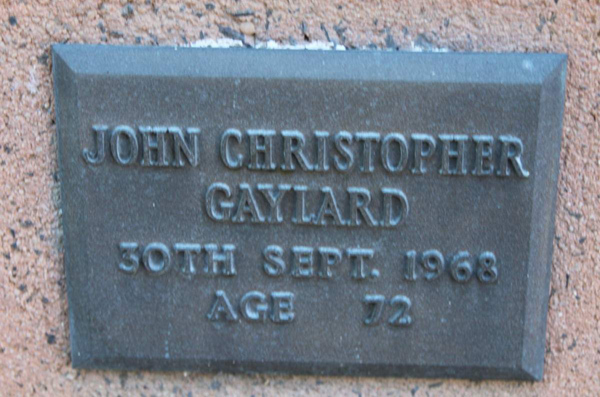 JOHN CHRISTOPHER
GAYLARD
30TH SEPT. 1968
AGE 72